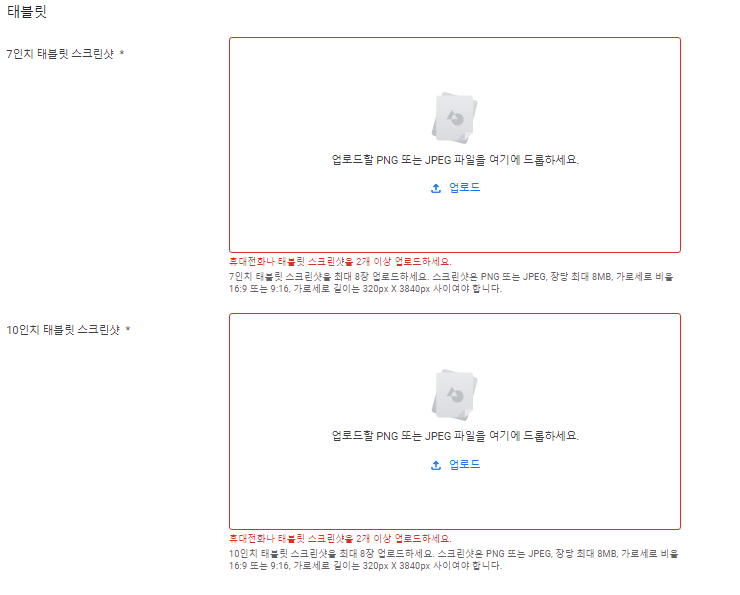 태블릿
7인치 태블릿 스크린샷 *
업로드할 PNG 또는 JPEG 파일을 여기에 드롭하세요.
업로드
휴대전화나 태블릿 스크린샷을 2개 이상 업로드하세요.
7인치 태블릿 스크린샷을 최대 8장 업로드하세요. 스크린샷은 PNG 또는 JPEG, 장당 최대 8MB, 가로세로 비율
16:9 또는 9:16, 가로세로 길이는 320px X 3840px 사이여야 합니다.
10인치 태블릿 스크린샷 *
업로드할 PNG 또는 JPEG 파일을 여기에 드롭하세요.
업로드
휴대전화나 태블릿 스크린샷을 2개 이상 업로드하세요.
10인치 태블릿 스크린샷을 최대 8장 업로드하세요. 스크린샷은 PNG 또는 JPEG, 장당 최대 8MB, 가로세로 비율
16:9 또는 9:16, 가로세로 길이는 320px X 3840px 사이여야 합니다.